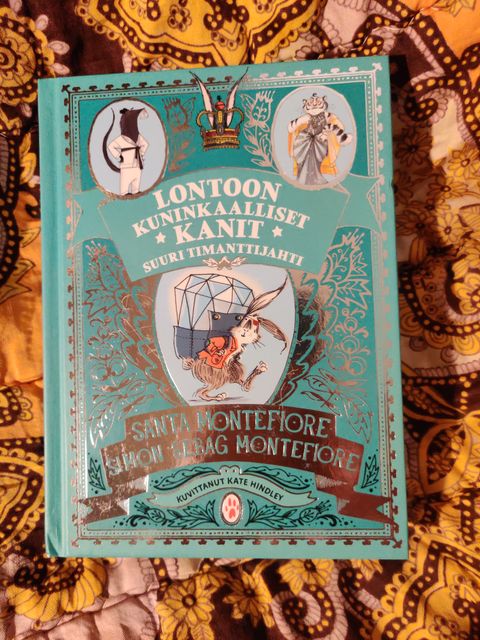 LONTOON
KUNINKAALLISET
KANIT
SUURI TIMANTTIJAHTI
SANTA MONTEFIORE
SIMON SEBAG MONTEFIORE
KUVITTANUT KATE HINDLEY